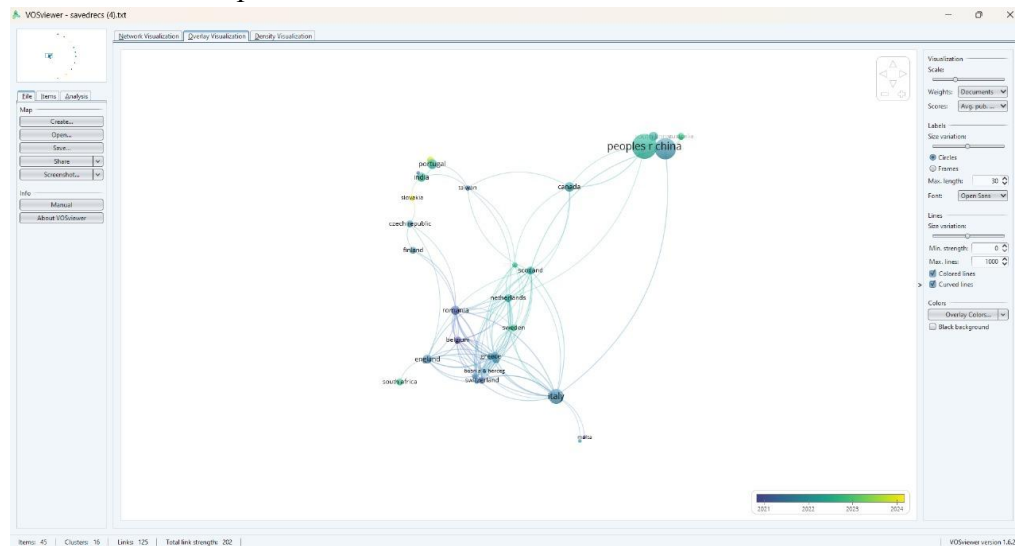 VOSviewer - savedrecs (4).txt
Network Visualization Overlay Visualization Density Visualization
File Items Analysis
Map
Create...
Open...
Save...
Share
Screenshot...
Info
Manual
About VOSviewer
peoples r china
portugal
india
taiwan
canada
slovakia
czech republic
finland
scotland
netherlands
romania
sweden
belgium
greece
england
switzerland
south africa
italy
malta
2021 2022 2023 2024
Visualization
Scale:
Weights: Documents
Scores: Avg. pub. ...
Labels
Size variation:
Circles
Frames
Max. length: 30
Font: Open Sans
Lines
Size variation:
Min. strength: 0
Max. lines: 1000
Colored lines
Curved lines
Colors
Overlay Colors...
Black background
Items: 45 Clusters: 16 Links: 125 Total link strength: 202
VOSviewer version 1.6.2